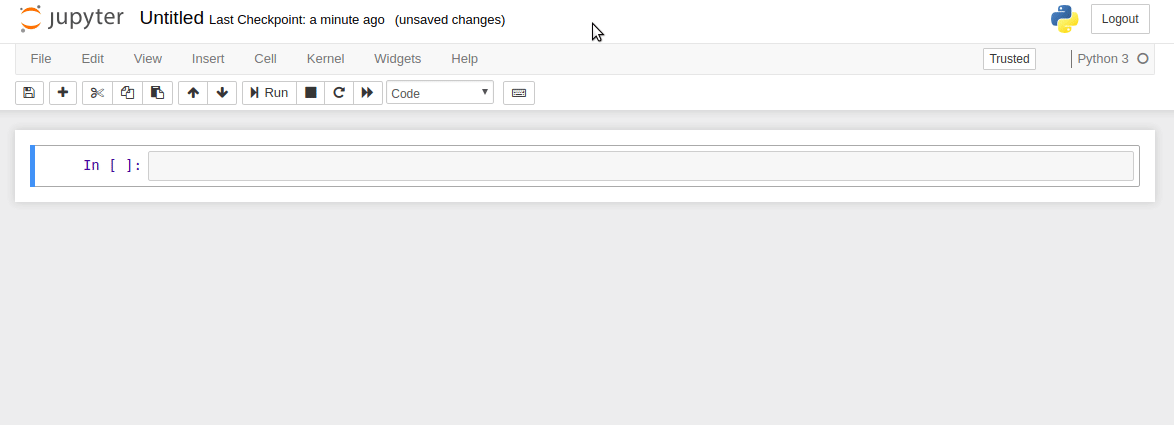 jupyter Untitled Last Checkpoint: a minute ago (unsaved changes) Logout
File Edit View Insert Cell Kernel Widgets Help Trusted Python 3
Run Code
In [ ]: